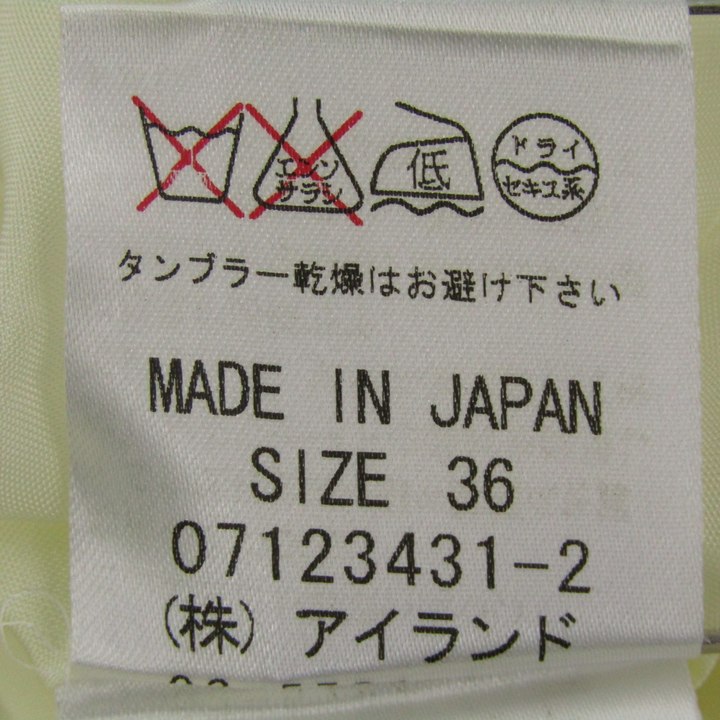 エンソ サラシ
低
ドライ セキユ系
タンブラー乾燥はお避け下さい
MADE IN JAPAN
SIZE 36
07123431-2
(株) アイランド